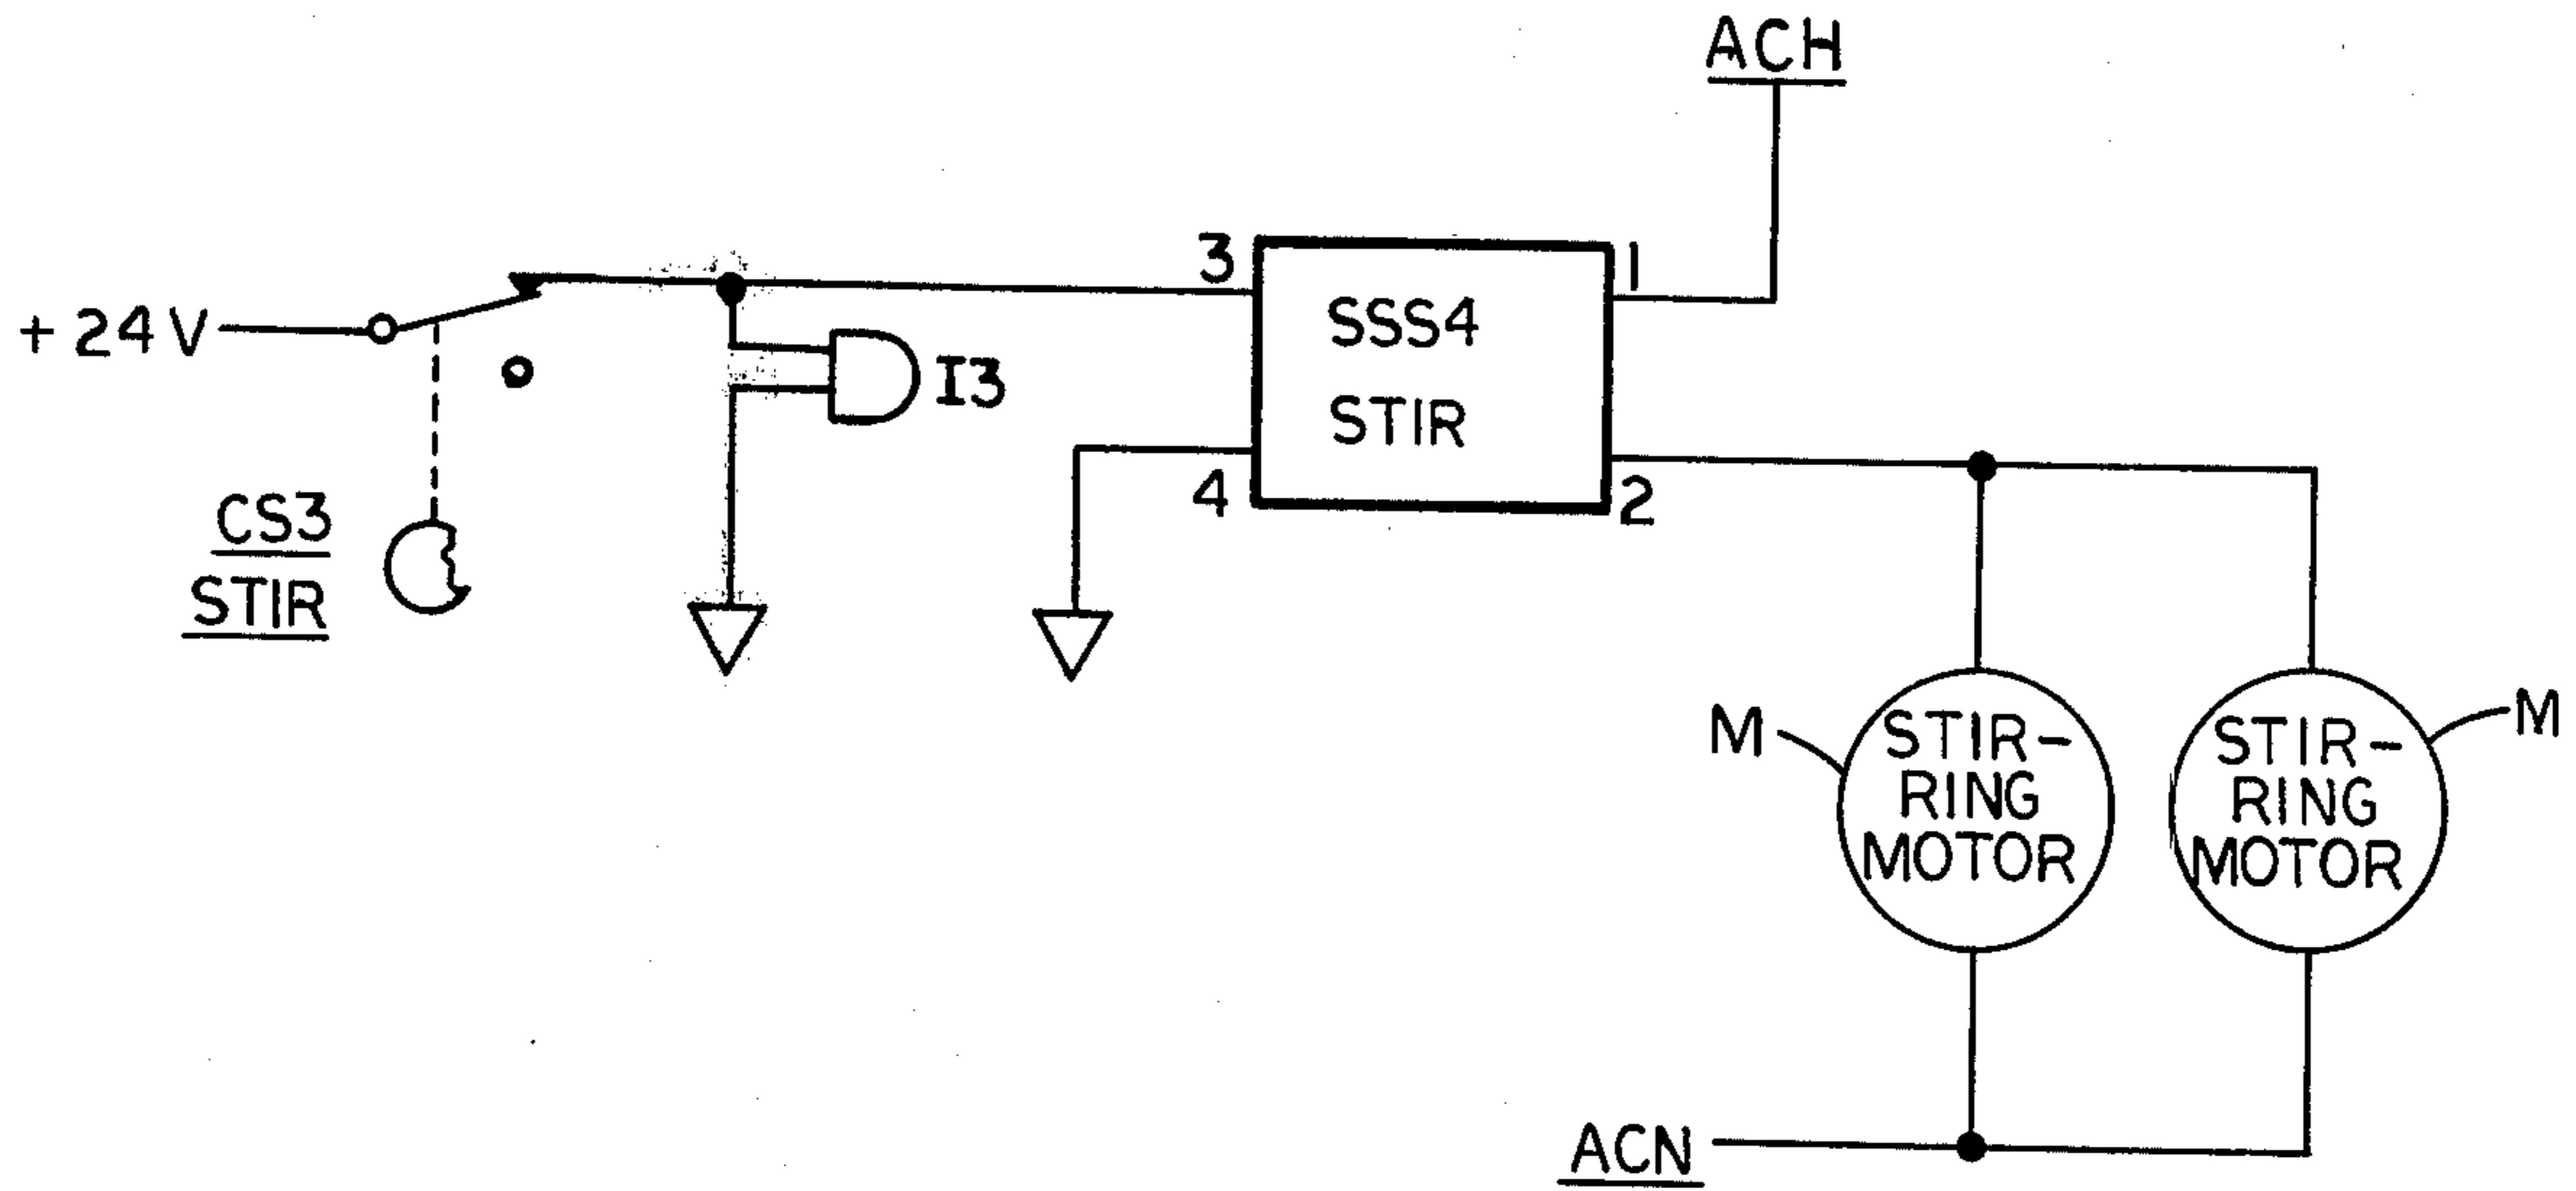 ACH
3
1
+24V
SSS4
I3
STIR
4
2
CS3
STIR
M
STIR-
RING
MOTOR
STIR-
RING
MOTOR
M
ACN